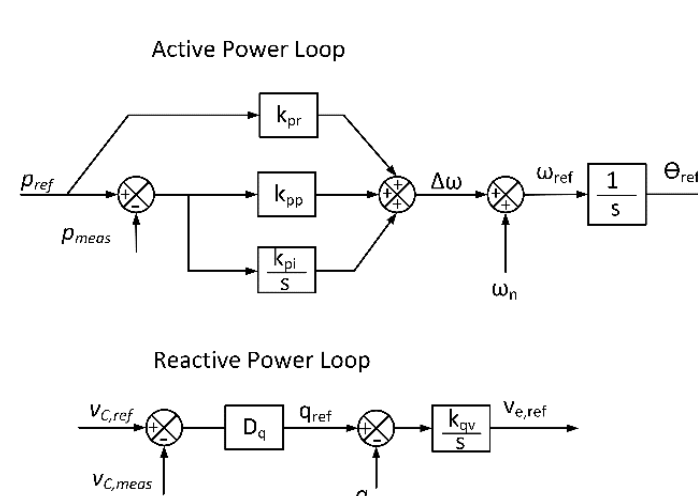 Active Power Loop
k_pr
p_ref
+
-
k_pp
+
+
+
Δω
+
+
ω_ref
1
s
Θ_ref
p_meas
k_pi
s
ω_n
Reactive Power Loop
v_C,ref
+
-
D_q
q_ref
+
-
k_qv
s
v_e,ref
v_C,meas